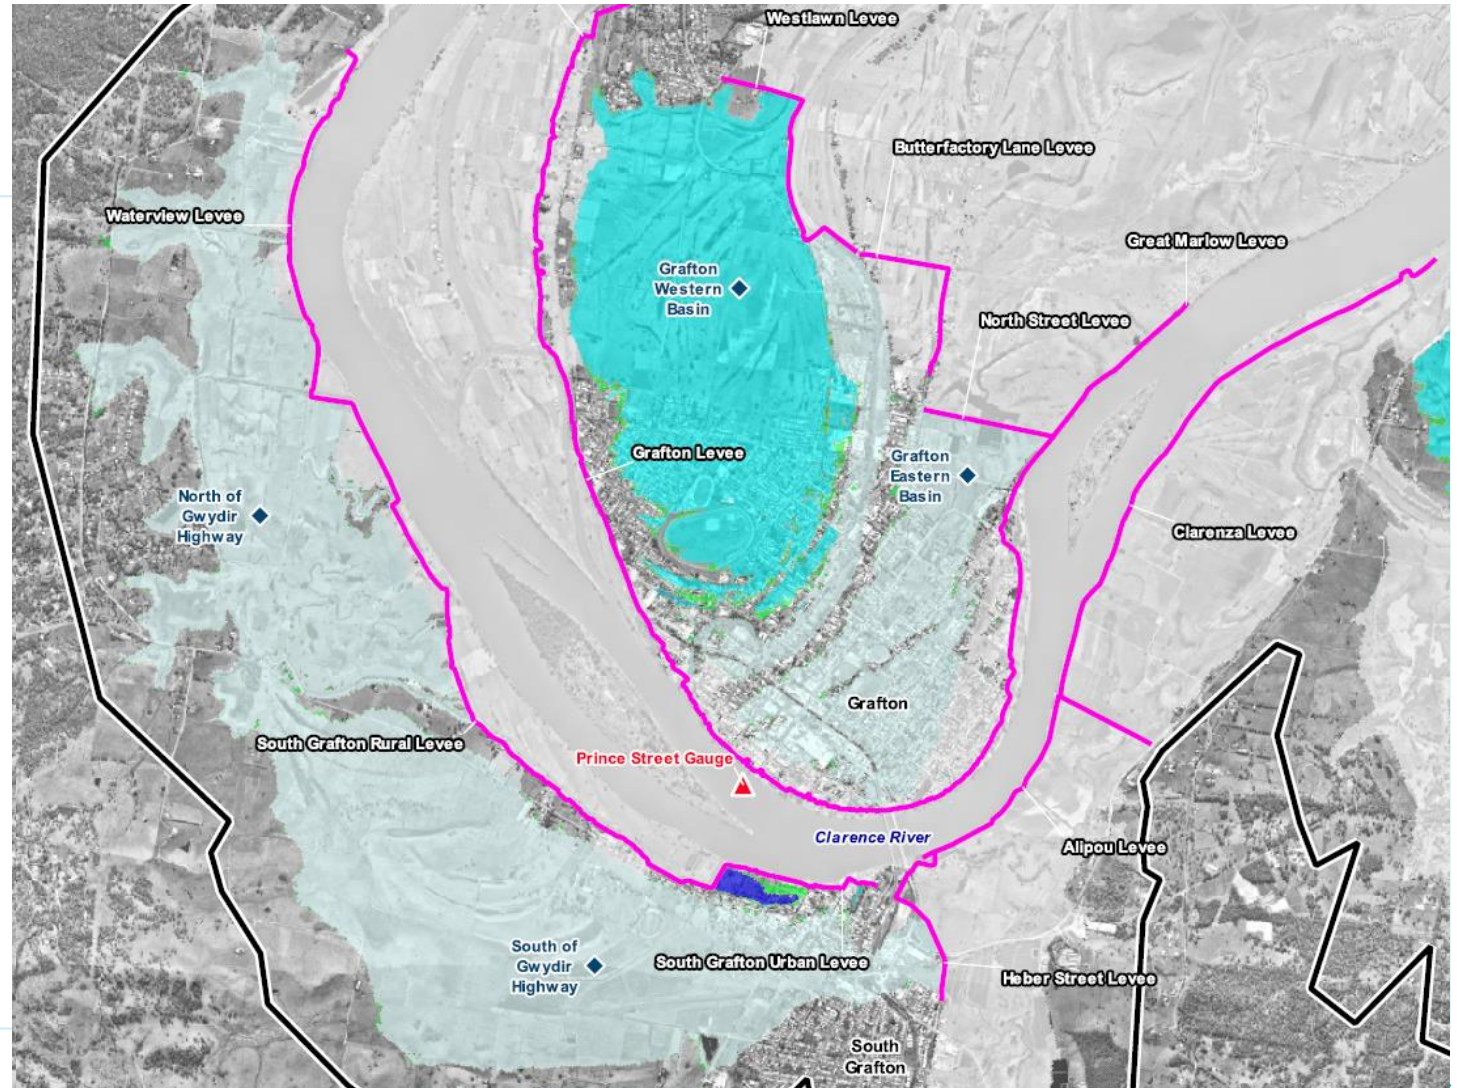 Westlawn Levee
Butterfactory Lane Levee
Waterview Levee
Great Marlow Levee
Grafton
Western
Basin
North Street Levee
Grafton Levee
Grafton
Eastern
Basin
North of
Gwydir
Highway
Clarenza Levee
Grafton
South Grafton Rural Levee
Prince Street Gauge
Clarence River
Alipou Levee
South of
Gwydir
Highway
South Grafton Urban Levee
Heber Street Levee
South
Grafton